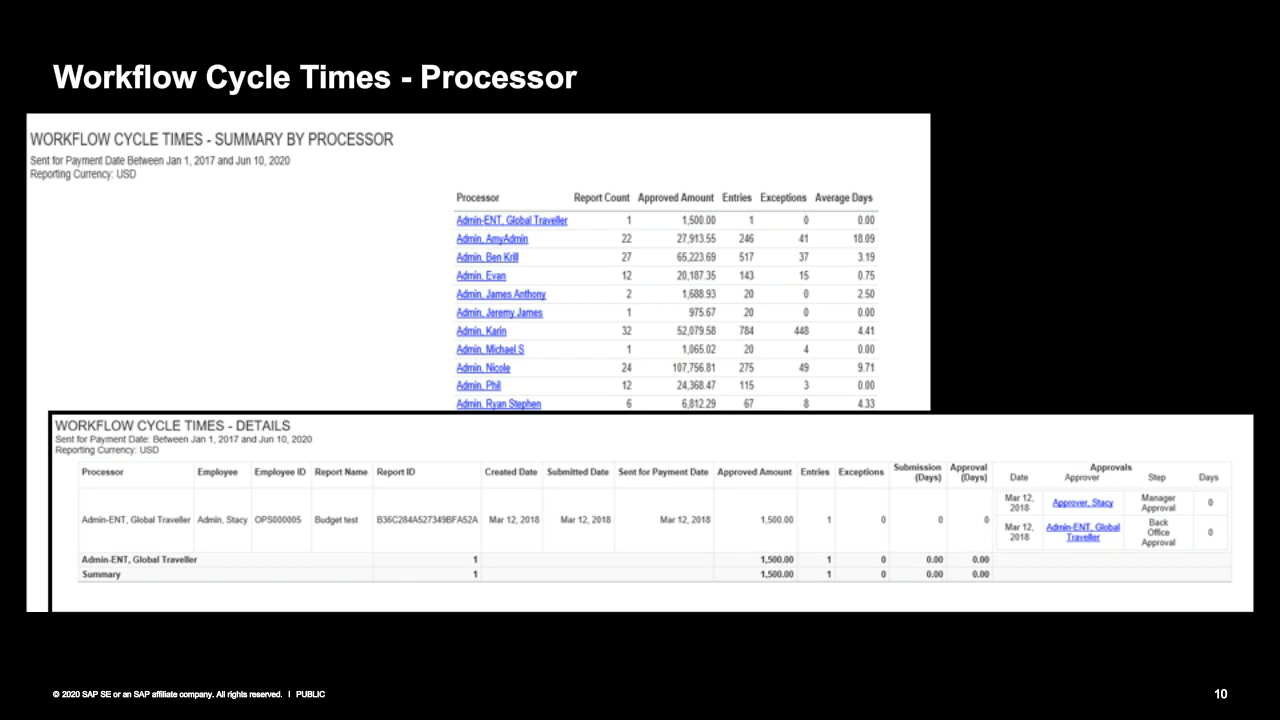 Workflow Cycle Times - Processor
WORKFLOW CYCLE TIMES - SUMMARY BY PROCESSOR
Sent for Payment Date Between Jan 1, 2017 and Jun 10, 2020
Reporting Currency: USD
Processor Report Count Approved Amount Entries Exceptions Average Days
Admin-ENT, Global Traveller 1 1,500.00 1 0 0.00
Admin, AmyAdmin 22 27,913.55 246 41 18.09
Admin, Ben Krill 27 65,223.69 517 37 3.19
Admin, Evan 12 20,187.35 143 15 0.75
Admin, James Anthony 2 1,688.93 20 0 2.50
Admin, Jeremy James 1 975.67 20 0 0.00
Admin, Karin 32 52,079.58 784 448 4.41
Admin, Michael S 1 1,065.02 20 4 0.00
Admin, Nicole 24 107,756.81 275 49 9.71
Admin, Phil 12 24,368.47 115 3 0.00
Admin, Ryan Stephen 6 6,812.29 67 8 4.33
WORKFLOW CYCLE TIMES - DETAILS
Sent for Payment Date: Between Jan 1, 2017 and Jun 10, 2020
Reporting Currency: USD
Processor Employee Employee ID Report Name Report ID Created Date Submitted Date Sent for Payment Date Approved Amount Entries Exceptions Submission (Days) Approval (Days) Approvals
Date Approver Step Days
Admin-ENT, Global Traveller Admin, Stacy OPS000005 Budget test B36C284A527349BFA52A Mar 12, 2018 Mar 12, 2018 Mar 12, 2018 1,500.00 1 0 0 0
Mar 12, 2018 Approver, Stacy Manager Approval 0
Mar 12, 2018 Admin-ENT, Global Traveller Back Office Approval 0
Admin-ENT, Global Traveller 1 1,500.00 1 0 0.00 0.00
Summary 1 1,500.00 1 0 0.00 0.00
© 2020 SAP SE or an SAP affiliate company. All rights reserved. | PUBLIC
10